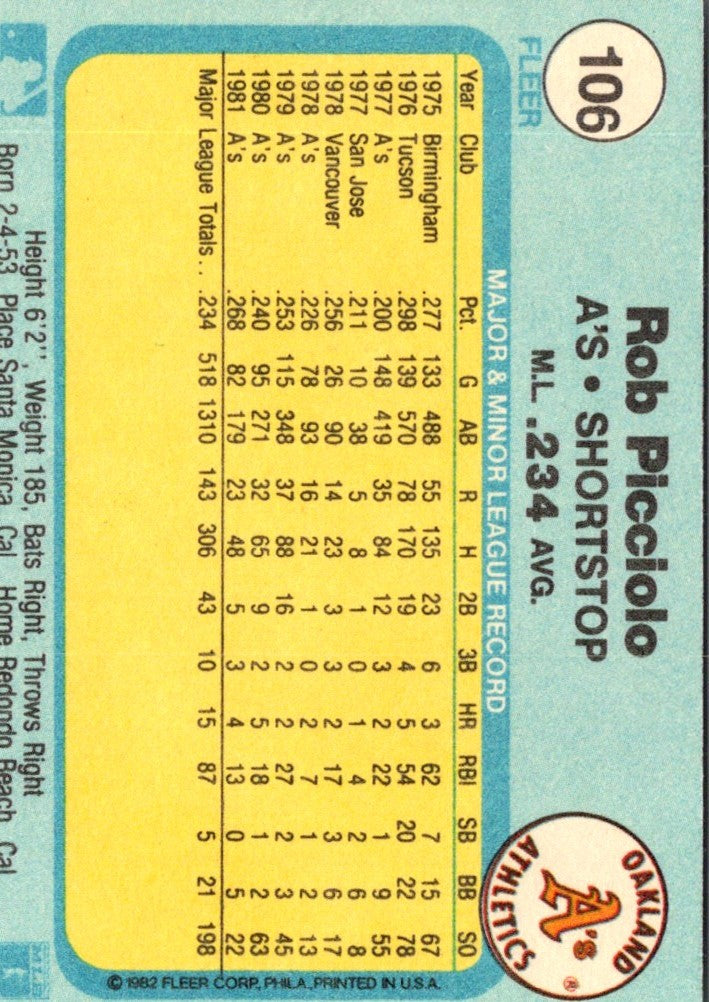 106
FLEER
Rob Picciolo
A'S • SHORTSTOP
M.L. .234 AVG.
OAKLAND
A's
ATHLETICS
®
MAJOR & MINOR LEAGUE RECORD
Year Club Pct. G AB R H 2B 3B HR RBI SB BB SO
1975 Birmingham .277 133 488 55 135 23 6 3 62 7 15 67
1976 Tucson .298 139 570 78 170 19 4 5 54 20 22 78
1977 A's .200 148 419 35 84 12 3 2 22 1 9 55
1977 San Jose .211 10 38 5 8 1 0 1 4 2 6 8
1978 Vancouver .256 26 90 14 23 3 3 2 17 3 6 17
1978 A's .226 78 93 16 21 1 0 2 7 1 2 13
1979 A's .253 115 348 37 88 16 2 2 27 2 3 45
1980 A's .240 95 271 32 65 9 2 5 18 1 2 63
1981 A's .268 82 179 23 48 5 3 4 13 0 5 22
Major League Totals . . .234 518 1310 143 306 43 10 15 87 5 21 198
© 1982 FLEER CORP. PHILA., PRINTED IN U.S.A.
Height 6'2'', Weight 185, Bats Right, Throws Right
Born 2-4-53, Place Santa Monica, Cal. Home Redondo Beach, Cal.